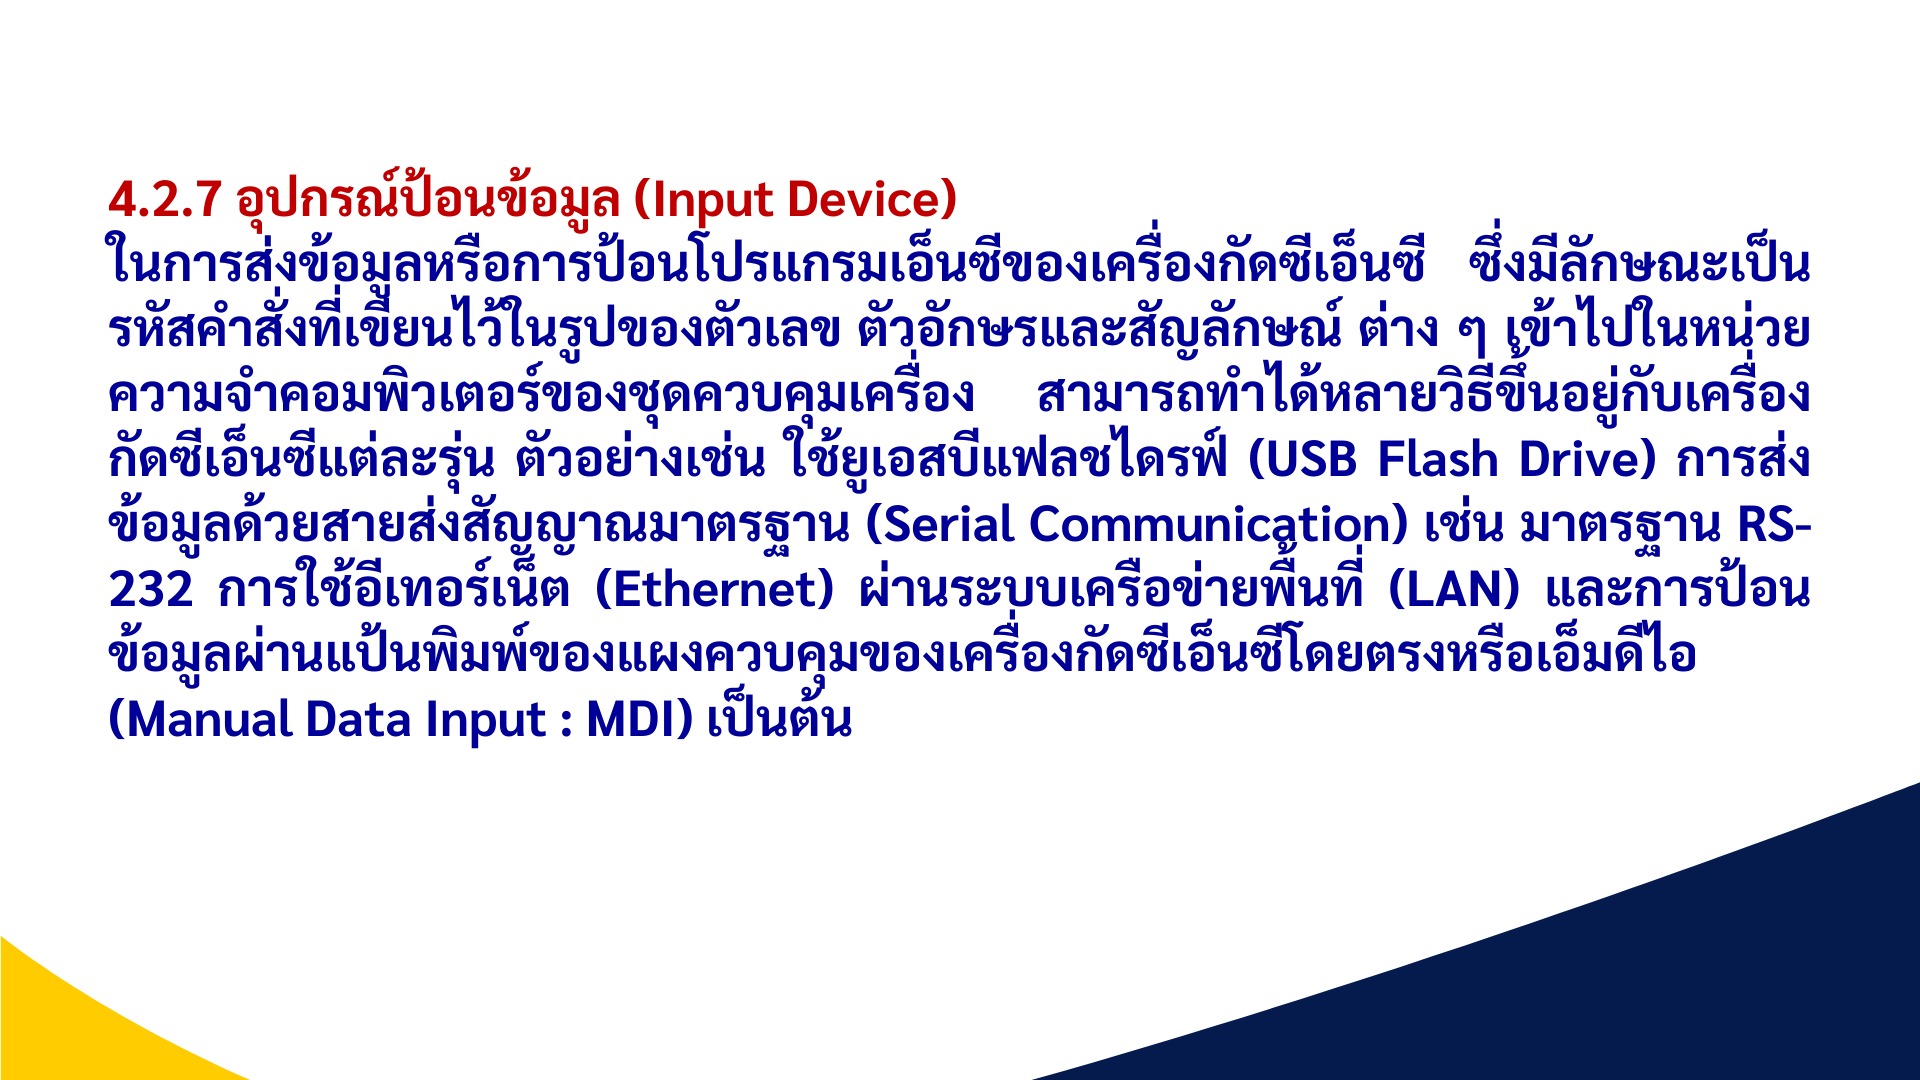 4.2.7 อุปกรณ์ป้อนข้อมูล (Input Device)
ในการส่งข้อมูลหรือการป้อนโปรแกรมเอ็นซีของเครื่องกัดซีเอ็นซี ซึ่งมีลักษณะเป็น
รหัสคำสั่งที่เขียนไว้ในรูปของตัวเลข ตัวอักษรและสัญลักษณ์ ต่าง ๆ เข้าไปในหน่วย
ความจำคอมพิวเตอร์ของชุดควบคุมเครื่อง สามารถทำได้หลายวิธีขึ้นอยู่กับเครื่อง
กัดซีเอ็นซีแต่ละรุ่น ตัวอย่างเช่น ใช้ยูเอสบีแฟลชไดรฟ์ (USB Flash Drive) การส่ง
ข้อมูลด้วยสายส่งสัญญาณมาตรฐาน (Serial Communication) เช่น มาตรฐาน RS-
232 การใช้อีเทอร์เน็ต (Ethernet) ผ่านระบบเครือข่ายพื้นที่ (LAN) และการป้อน
ข้อมูลผ่านแป้นพิมพ์ของแผงควบคุมของเครื่องกัดซีเอ็นซีโดยตรงหรือเอ็มดีไอ
(Manual Data Input : MDI) เป็นต้น